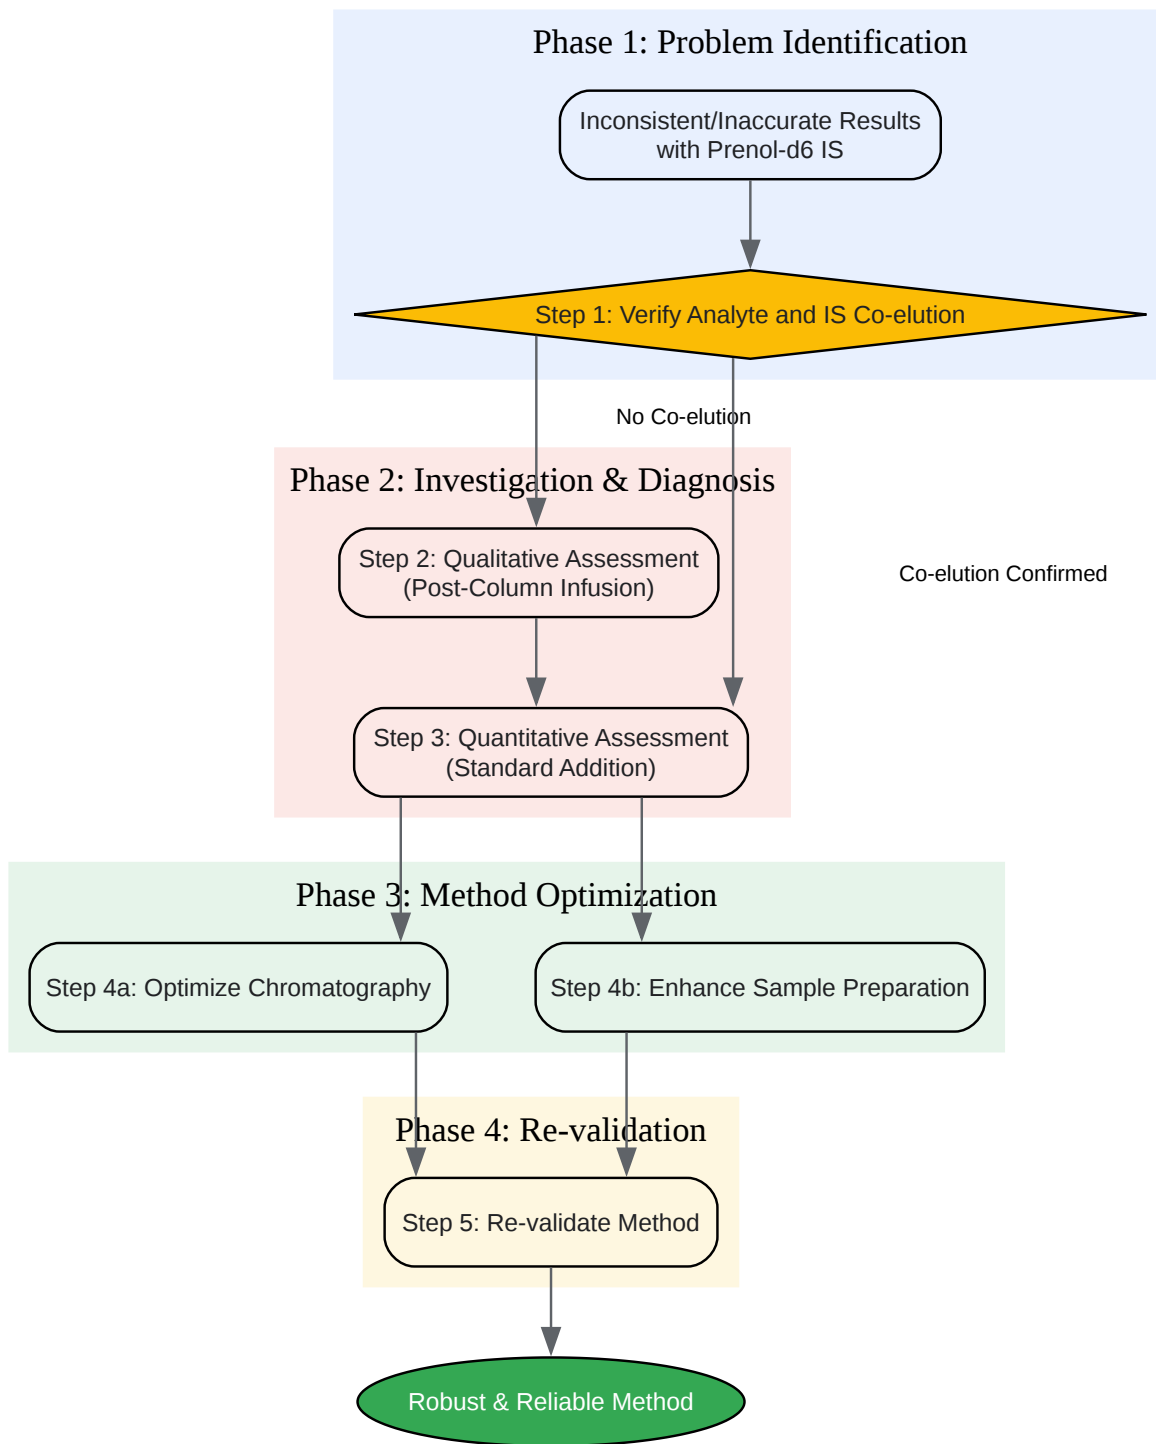 Phase 1: Problem Identification
Inconsistent/Inaccurate Results
with Prenol-d6 IS
Step 1: Verify Analyte and IS Co-elution
No Co-elution
Phase 2: Investigation & Diagnosis
Step 2: Qualitative Assessment
(Post-Column Infusion)
Co-elution Confirmed
Step 3: Quantitative Assessment
(Standard Addition)
Phase 3: Method Optimization
Step 4a: Optimize Chromatography
Step 4b: Enhance Sample Preparation
Phase 4: Re-validation
Step 5: Re-validate Method
Robust & Reliable Method